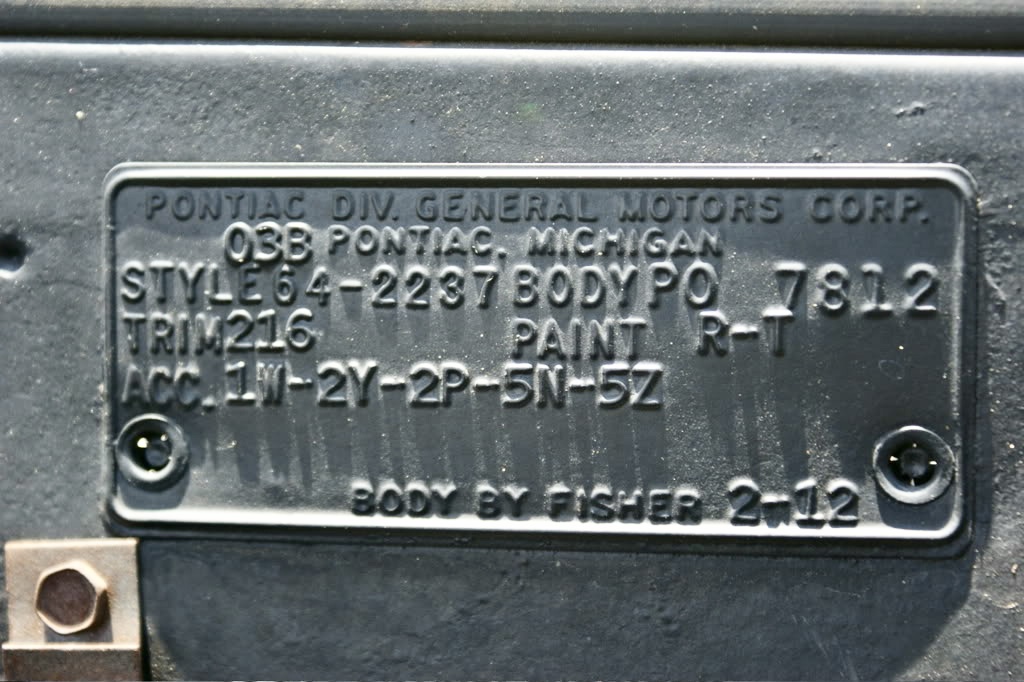 PONTIAC DIV. GENERAL MOTORS CORP.
03B PONTIAC, MICHIGAN
STYLE 64-2237 BODY PO 7812
TRIM 216 PAINT R-T
ACC. 1W-2Y-2P-5N-5Z
BODY BY FISHER 2-12